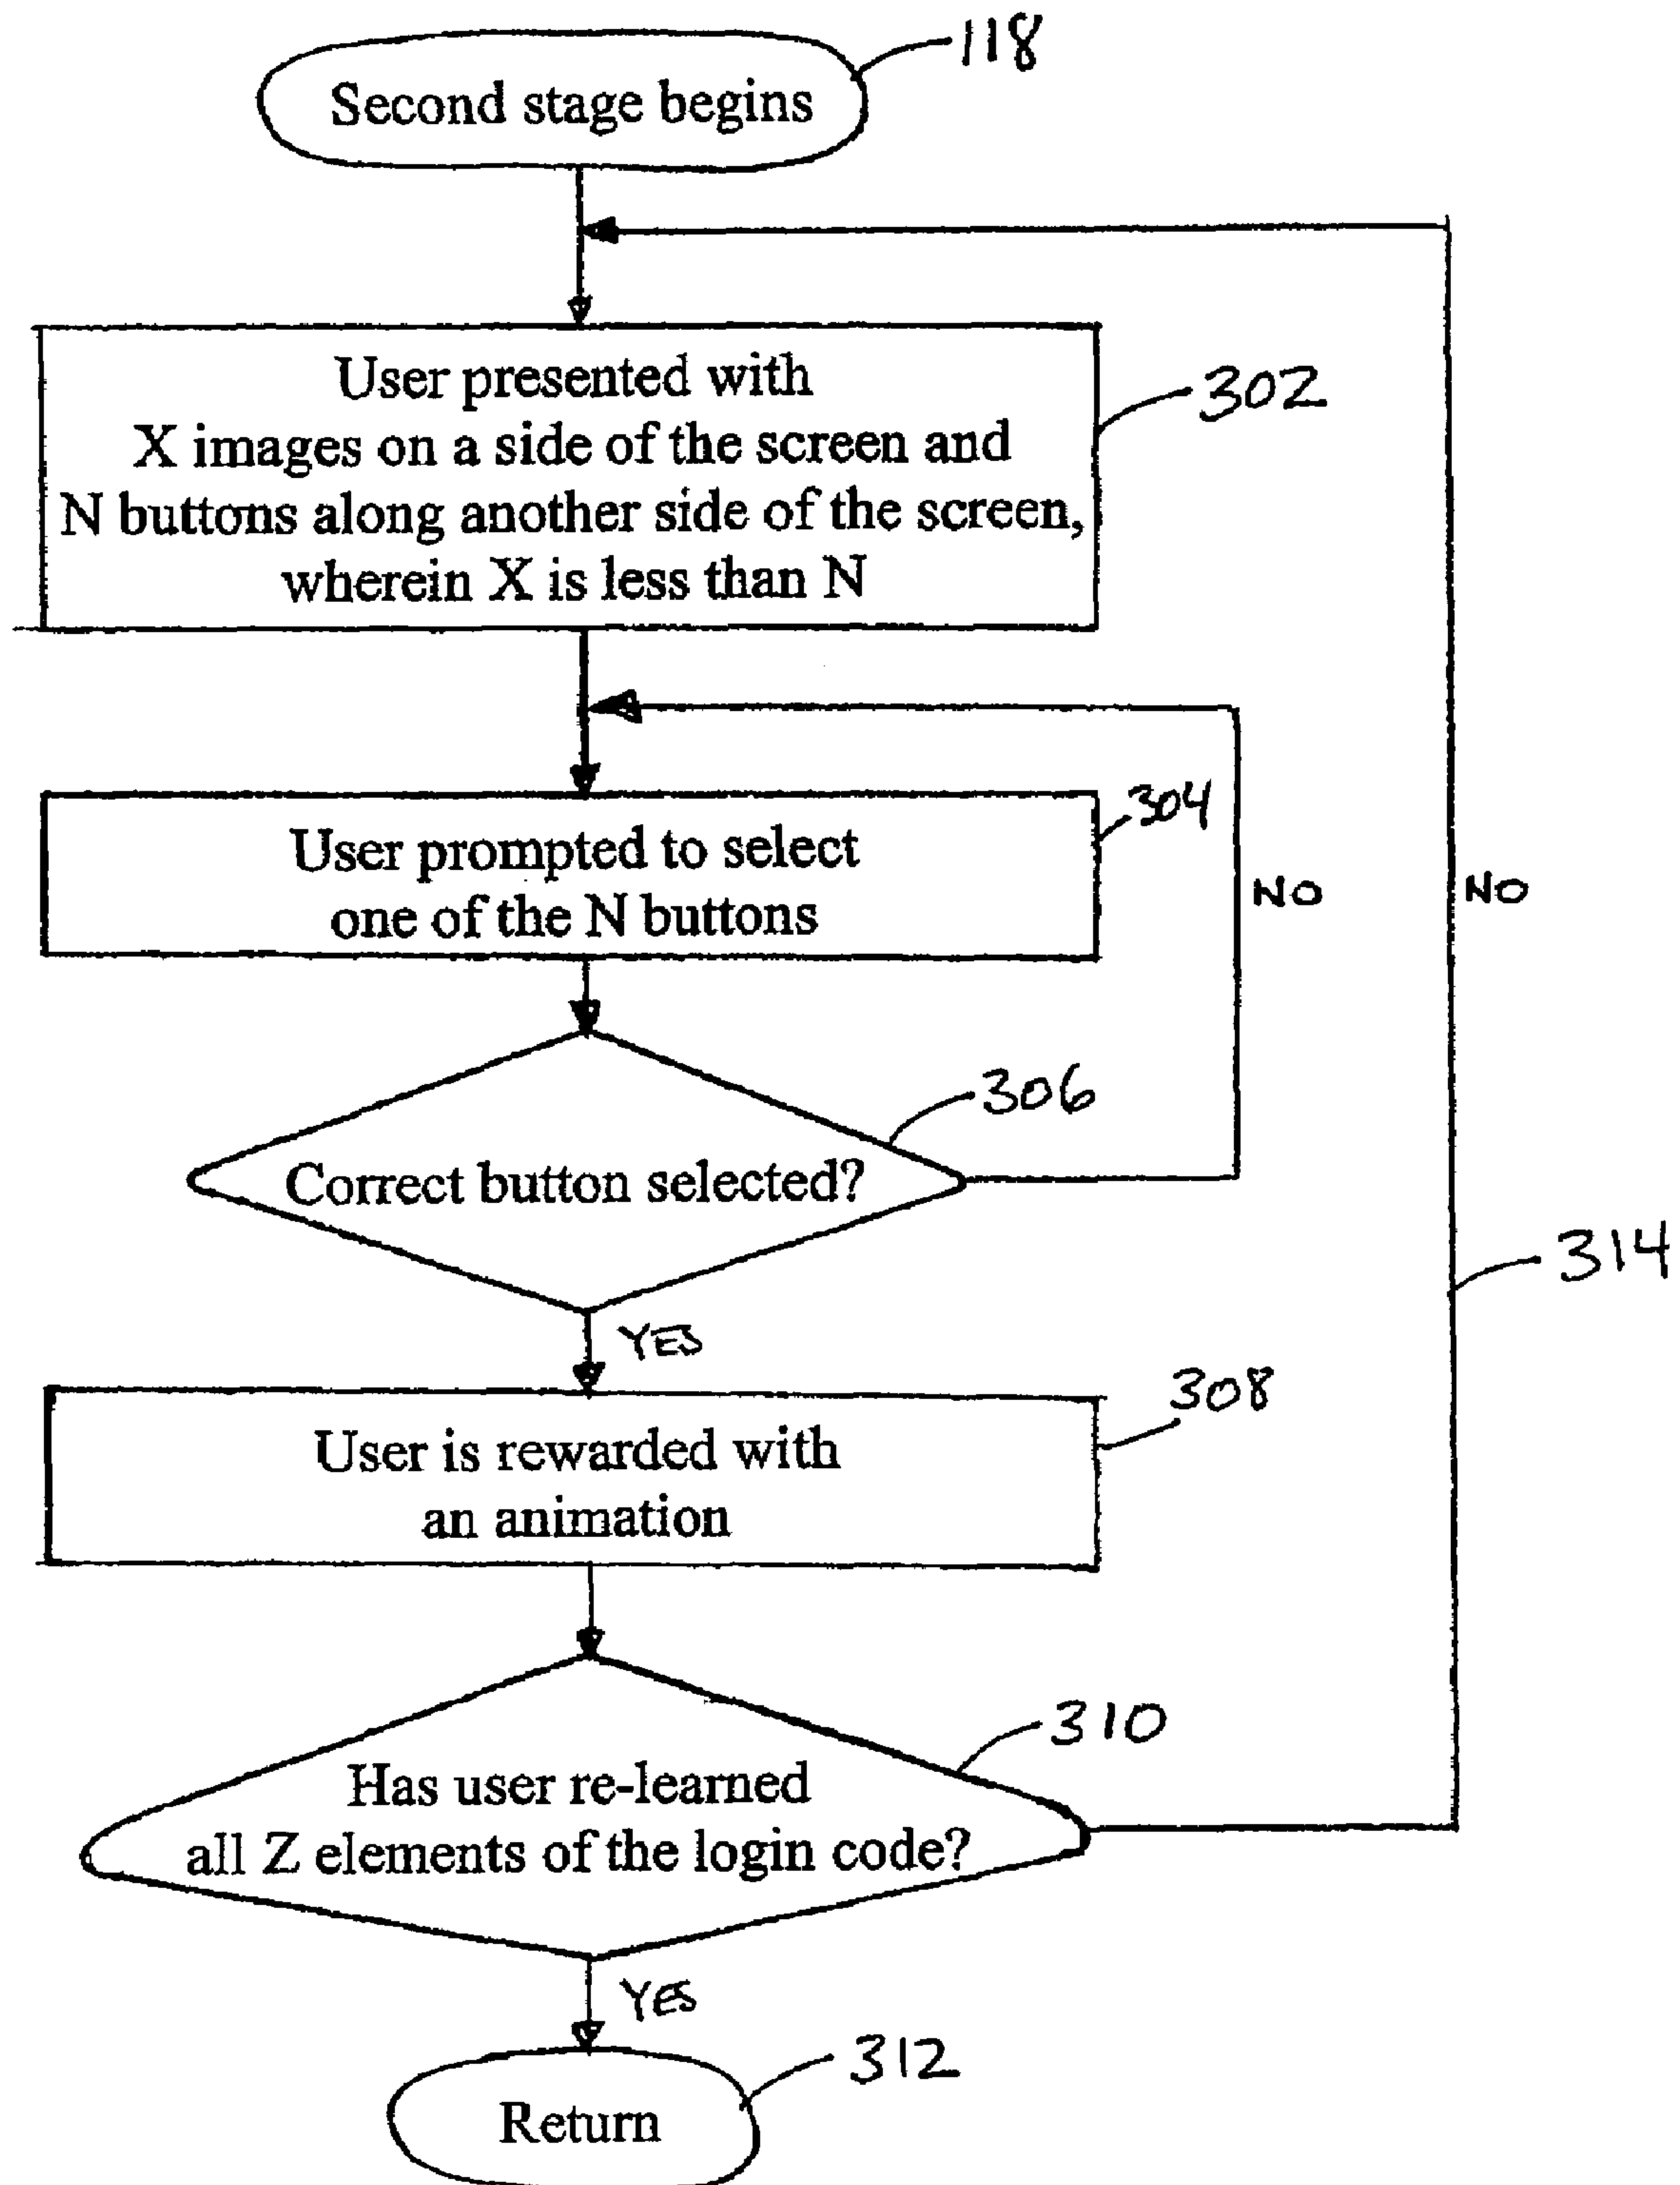 Second stage begins
118
User presented with
X images on a side of the screen and
N buttons along another side of the screen,
wherein X is less than N
302
User prompted to select
one of the N buttons
304
NO
NO
Correct button selected?
306
314
YES
User is rewarded with
an animation
308
Has user re-learned
all Z elements of the login code?
310
YES
Return
312